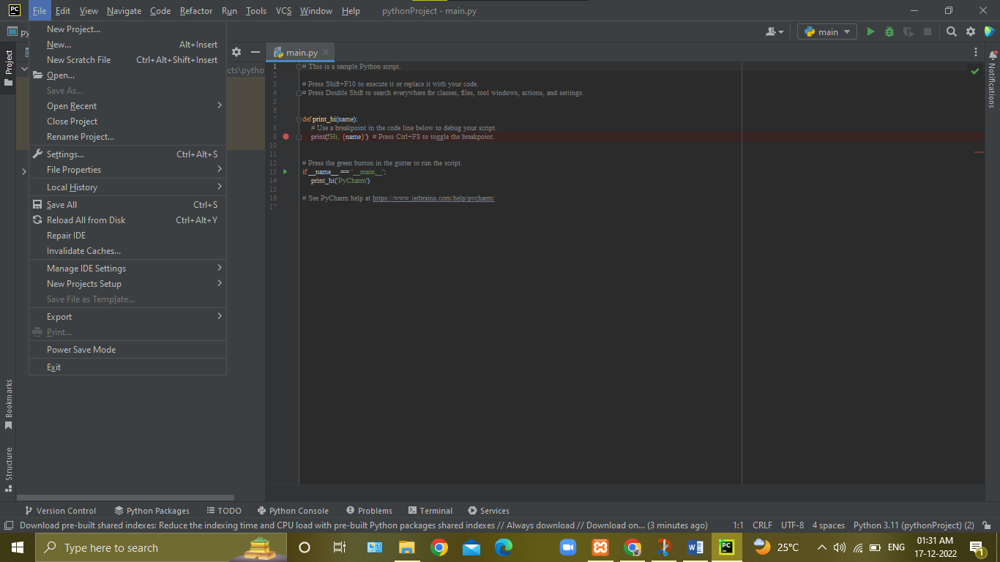 PC File Edit View Navigate Code Refactor Run Tools VCS Window Help pythonProject - main.py
py main
New Project...
New... Alt+Insert
New Scratch File Ctrl+Alt+Shift+Insert
Open...
Save As...
Open Recent
Close Project
Rename Project...
Settings... Ctrl+Alt+S
File Properties
Local History
Save All Ctrl+S
Reload All from Disk Ctrl+Alt+Y
Repair IDE
Invalidate Caches...
Manage IDE Settings
New Projects Setup
Save File as Template...
Export
Print...
Power Save Mode
Exit
Project
Bookmarks
Structure
cts\pytho
main.py
1 # This is a sample Python script.
2
3 # Press Shift+F10 to execute it or replace it with your code.
4 # Press Double Shift to search everywhere for classes, files, tool windows, actions, and settings.
5
6
7 def print_hi(name):
8 # Use a breakpoint in the code line below to debug your script.
9 print(f'Hi, {name}') # Press Ctrl+F8 to toggle the breakpoint.
10
11
12 # Press the green button in the gutter to run the script.
13 if __name__ == '__main__':
14 print_hi('PyCharm')
15
16 # See PyCharm help at https://www.jetbrains.com/help/pycharm/
17
Notifications
Version Control Python Packages TODO Python Console Problems Terminal Services
Download pre-built shared indexes: Reduce the indexing time and CPU load with pre-built Python packages shared indexes // Always download // Download on... (3 minutes ago) 1:1 CRLF UTF-8 4 spaces Python 3.11 (pythonProject) (2)
Type here to search W PC 25°C ENG 01:31 AM
17-12-2022 1